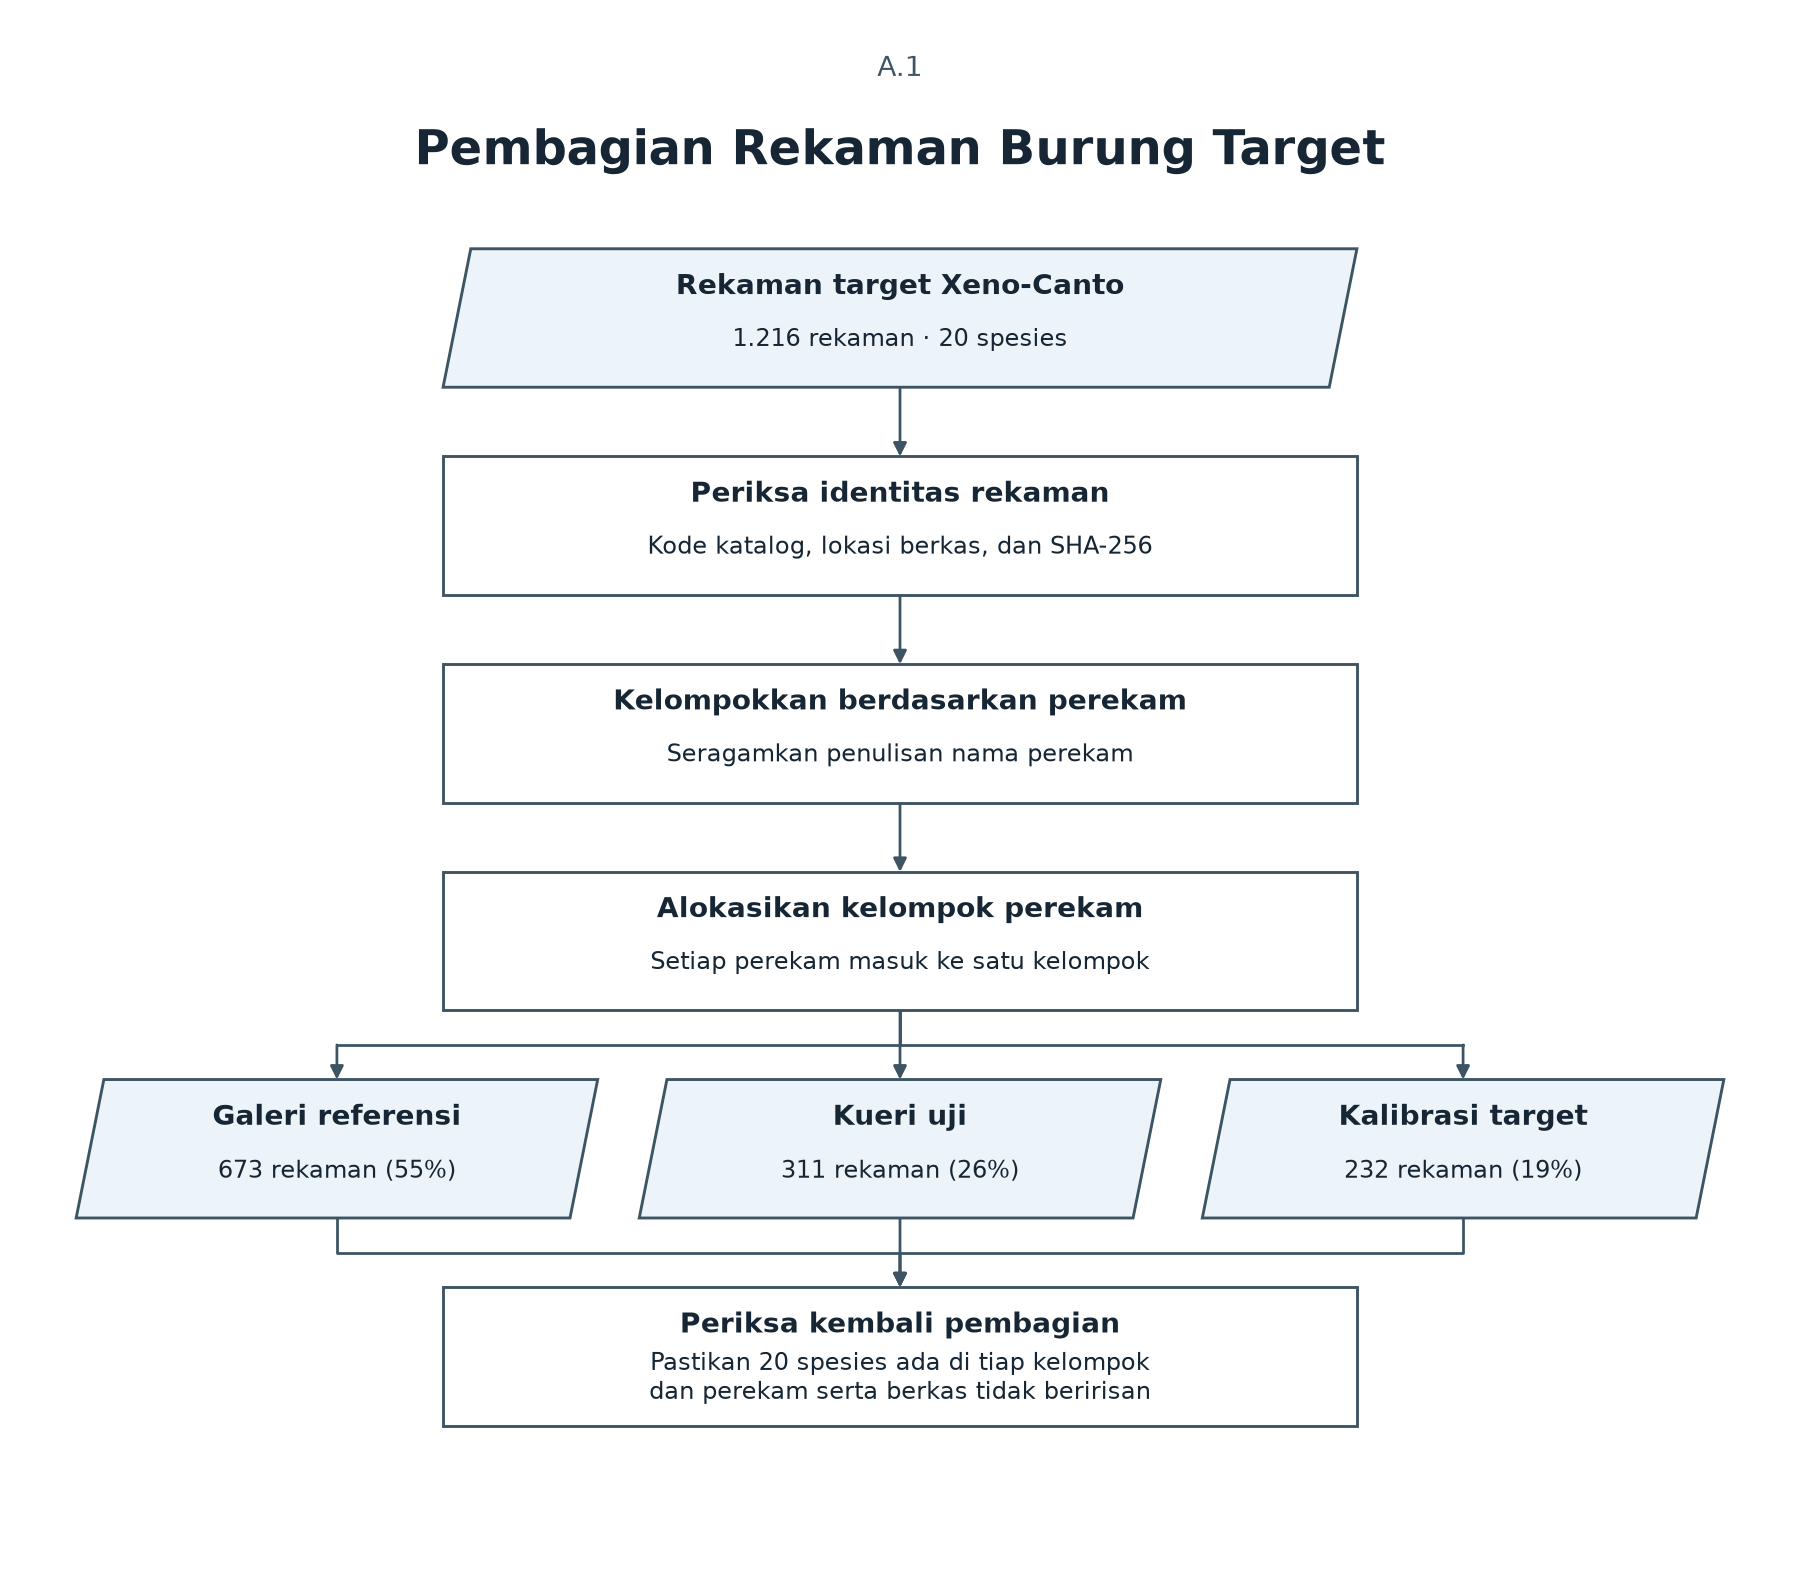 A.1
Pembagian Rekaman Burung Target
Rekaman target Xeno-Canto
1.216 rekaman · 20 spesies
Periksa identitas rekaman
Kode katalog, lokasi berkas, dan SHA-256
Kelompokkan berdasarkan perekam
Seragamkan penulisan nama perekam
Alokasikan kelompok perekam
Setiap perekam masuk ke satu kelompok
Galeri referensi
673 rekaman (55%)
Kueri uji
311 rekaman (26%)
Kalibrasi target
232 rekaman (19%)
Periksa kembali pembagian
Pastikan 20 spesies ada di tiap kelompok
dan perekam serta berkas tidak beririsan